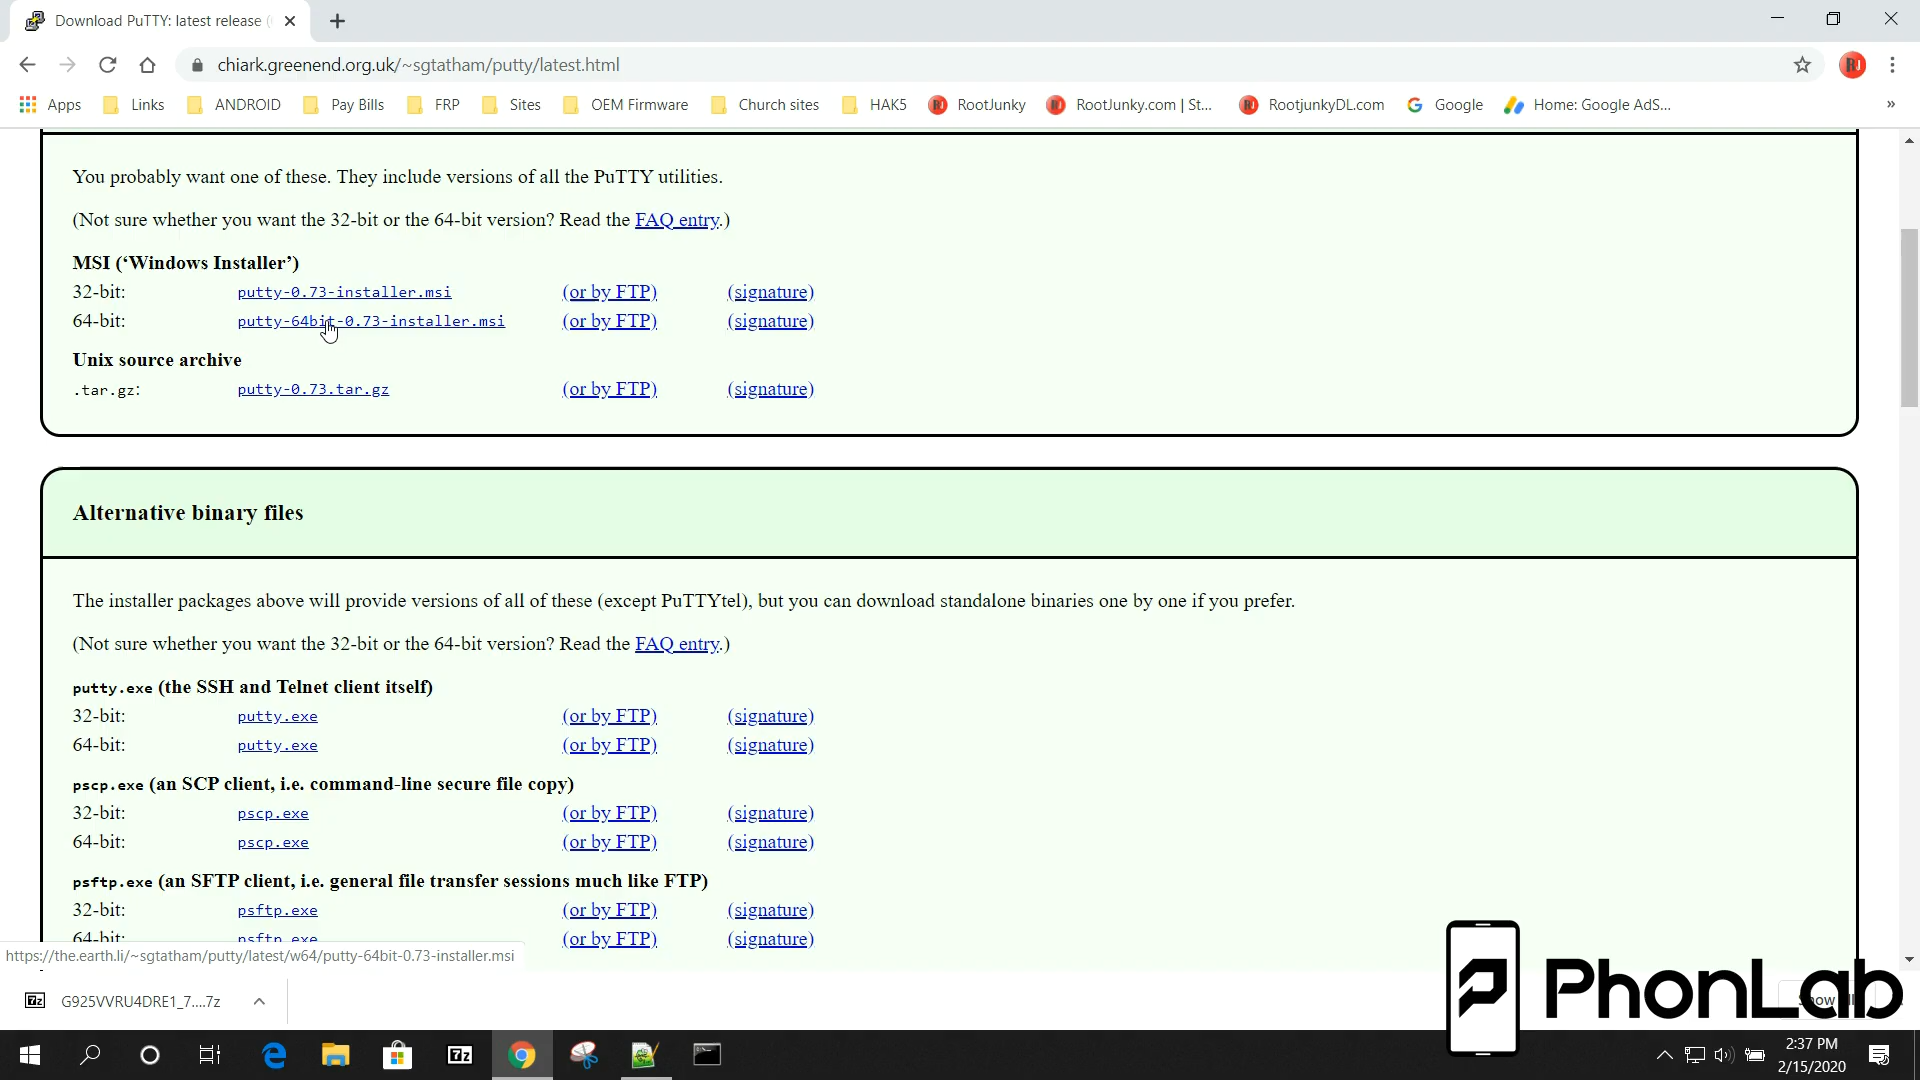 Download PuTTY: latest release (
chiark.greenend.org.uk/~sgtatham/putty/latest.html
Apps Links ANDROID Pay Bills FRP Sites OEM Firmware Church sites HAK5 RootJunky RootJunky.com | St... RootjunkyDL.com Google Home: Google AdS... »
You probably want one of these. They include versions of all the PuTTY utilities.
(Not sure whether you want the 32-bit or the 64-bit version? Read the FAQ entry.)
MSI (‘Windows Installer’)
32-bit: putty-0.73-installer.msi (or by FTP) (signature)
64-bit: putty-64bit-0.73-installer.msi (or by FTP) (signature)
Unix source archive
.tar.gz: putty-0.73.tar.gz (or by FTP) (signature)
Alternative binary files
The installer packages above will provide versions of all of these (except PuTTYtel), but you can download standalone binaries one by one if you prefer.
(Not sure whether you want the 32-bit or the 64-bit version? Read the FAQ entry.)
putty.exe (the SSH and Telnet client itself)
32-bit: putty.exe (or by FTP) (signature)
64-bit: putty.exe (or by FTP) (signature)
pscp.exe (an SCP client, i.e. command-line secure file copy)
32-bit: pscp.exe (or by FTP) (signature)
64-bit: pscp.exe (or by FTP) (signature)
psftp.exe (an SFTP client, i.e. general file transfer sessions much like FTP)
32-bit: psftp.exe (or by FTP) (signature)
64-bit: psftp.exe (or by FTP) (signature)
https://the.earth.li/~sgtatham/putty/latest/w64/putty-64bit-0.73-installer.msi
7z G925VVRU4DRE1_7....7z
PhonLab
7z
2:37 PM
2/15/2020